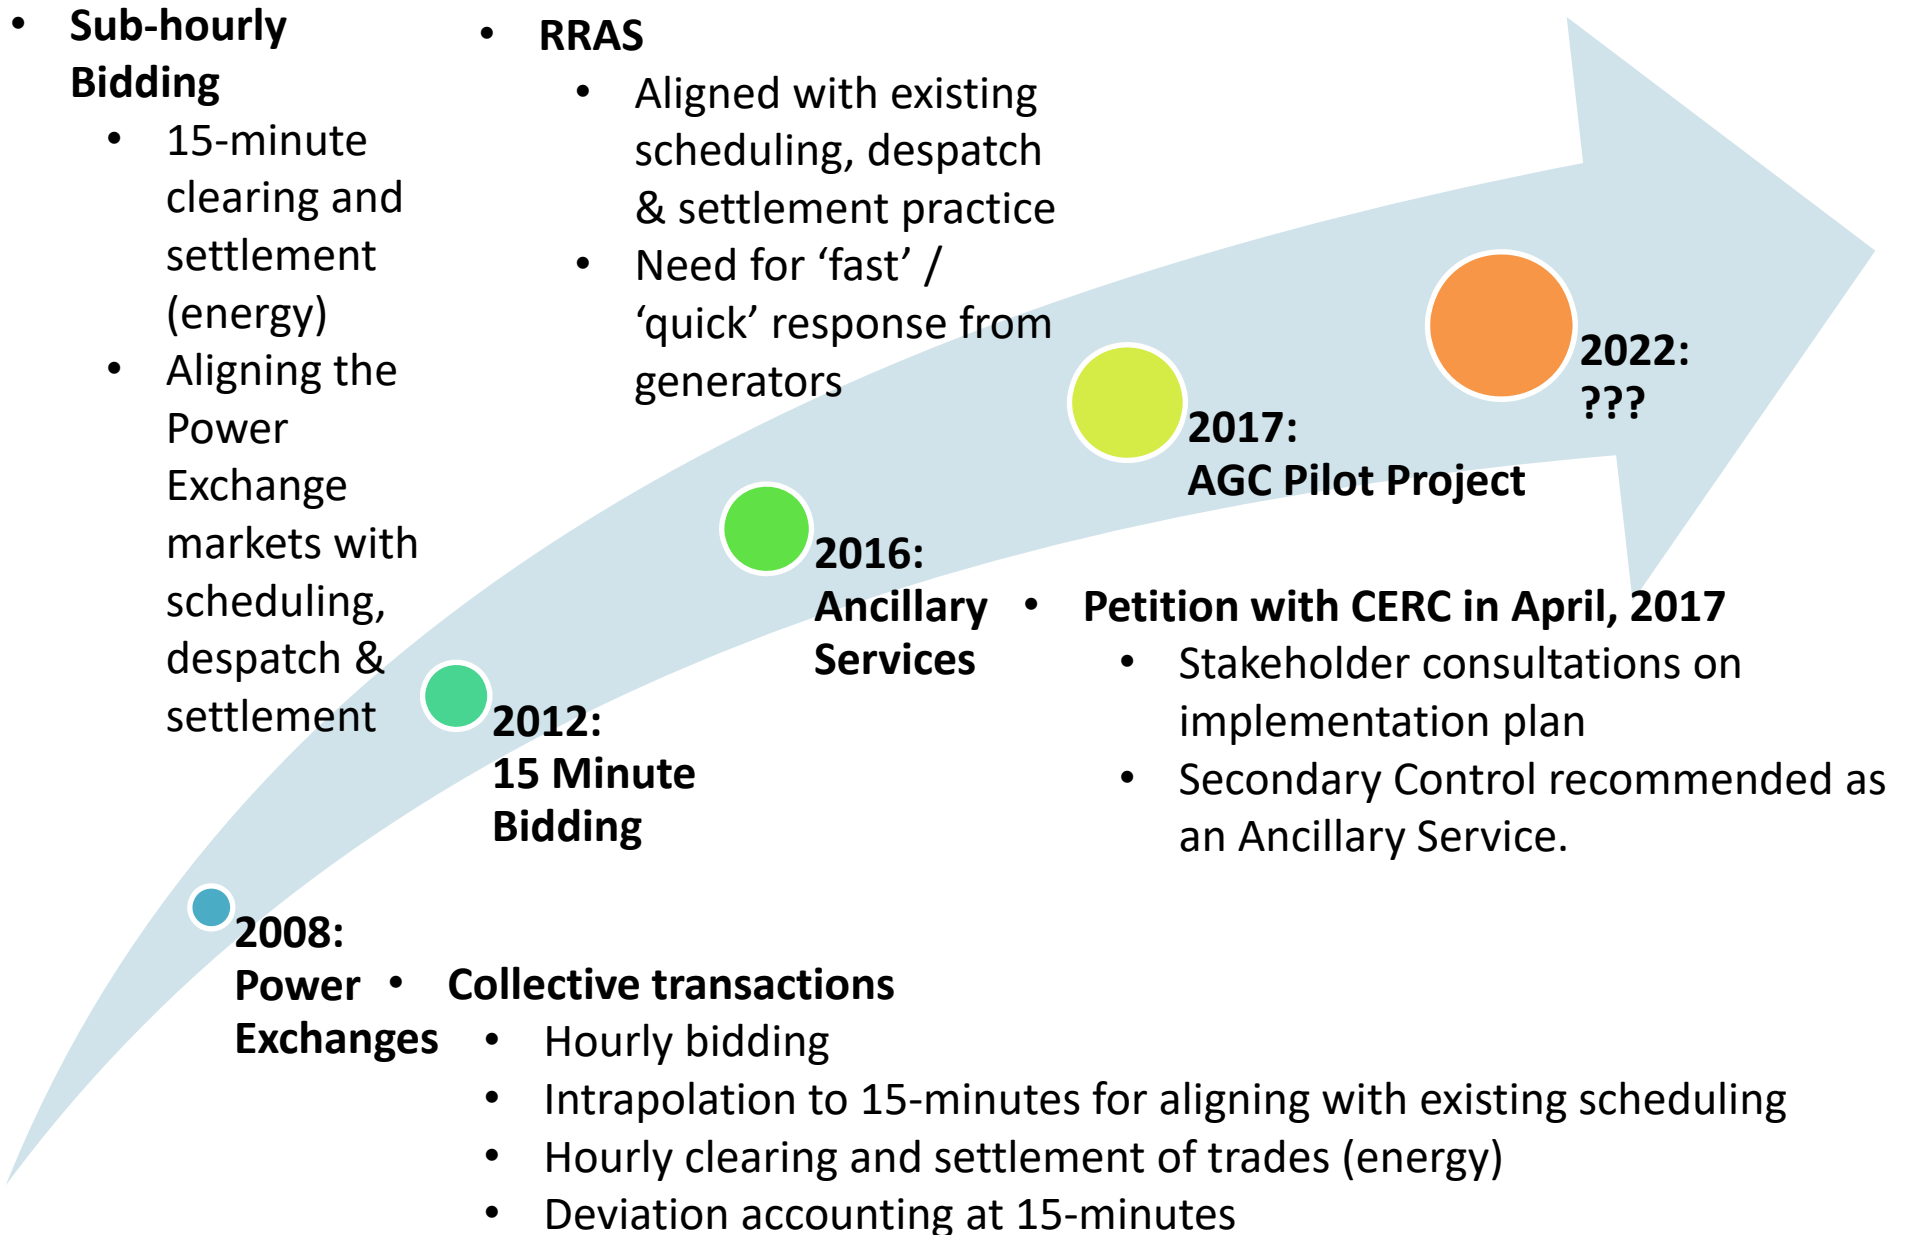 • Sub-hourly
Bidding
• 15-minute
clearing and
settlement
(energy)
• Aligning the
Power
Exchange
markets with
scheduling,
despatch &
settlement
• RRAS
• Aligned with existing
scheduling, despatch
& settlement practice
• Need for ‘fast’ /
‘quick’ response from
generators
2022:
???
2017:
AGC Pilot Project
2016:
Ancillary
Services
• Petition with CERC in April, 2017
• Stakeholder consultations on
implementation plan
• Secondary Control recommended as
an Ancillary Service.
2012:
15 Minute
Bidding
2008:
Power
Exchanges
• Collective transactions
• Hourly bidding
• Intrapolation to 15-minutes for aligning with existing scheduling
• Hourly clearing and settlement of trades (energy)
• Deviation accounting at 15-minutes